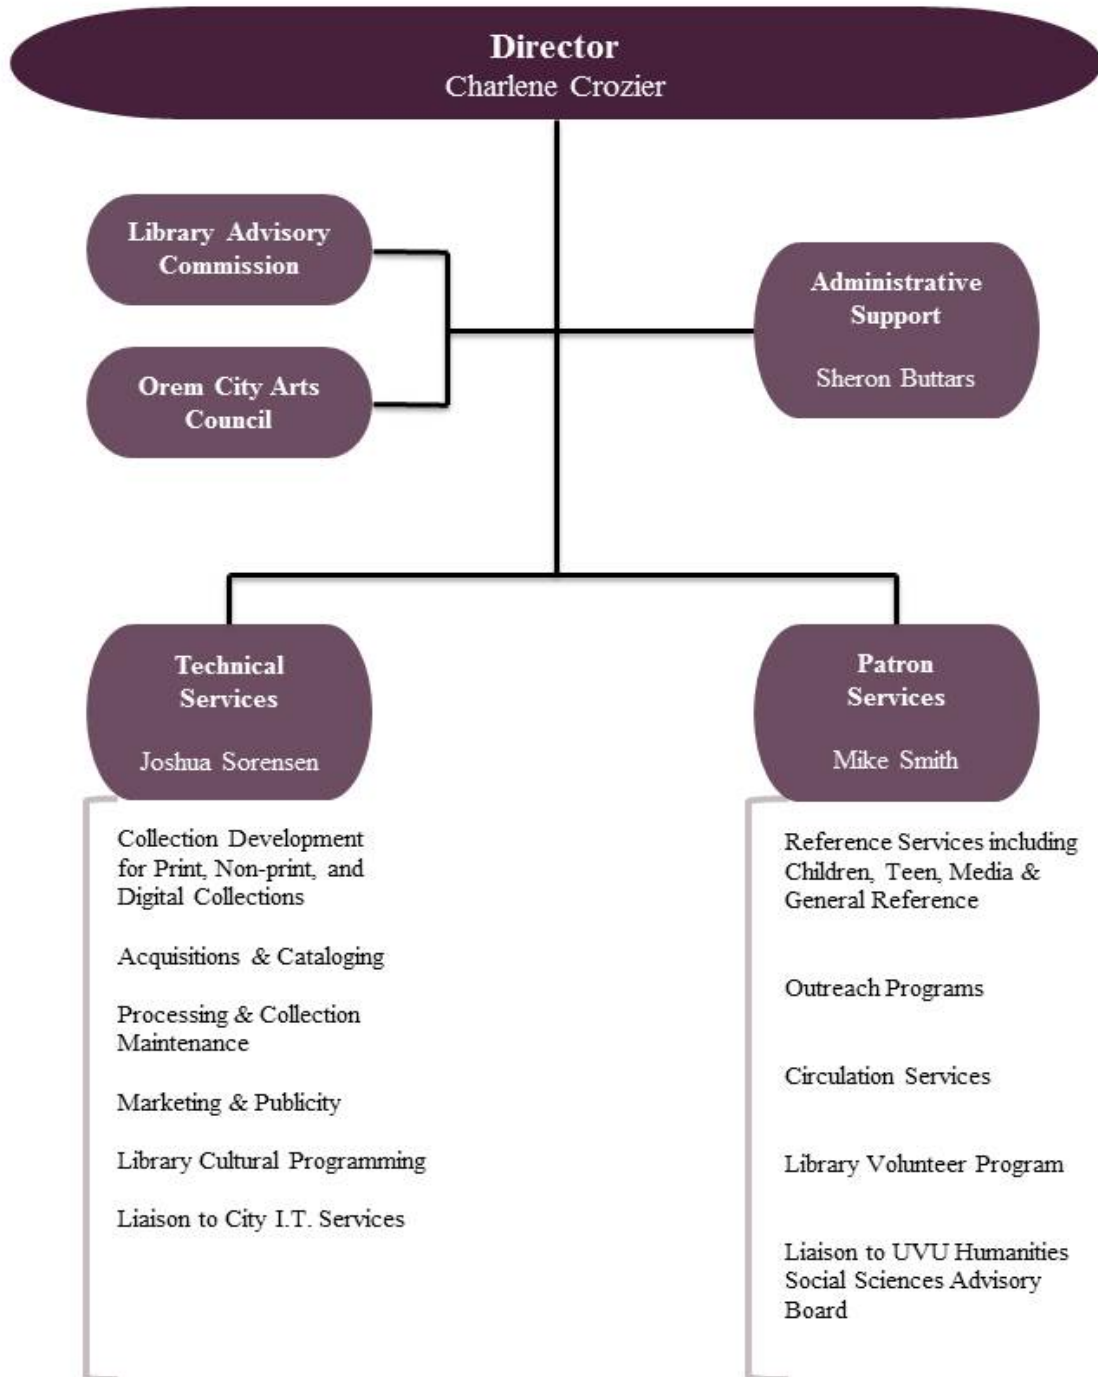 Director
Charlene Crozier
Library Advisory
Commission
Administrative
Support
Sheron Buttars
Orem City Arts
Council
Technical
Services
Joshua Sorensen
Patron
Services
Mike Smith
Collection Development
for Print, Non-print, and
Digital Collections
Acquisitions & Cataloging
Processing & Collection
Maintenance
Marketing & Publicity
Library Cultural Programming
Liaison to City I.T. Services
Reference Services including
Children, Teen, Media &
General Reference
Outreach Programs
Circulation Services
Library Volunteer Program
Liaison to UVU Humanities
Social Sciences Advisory
Board